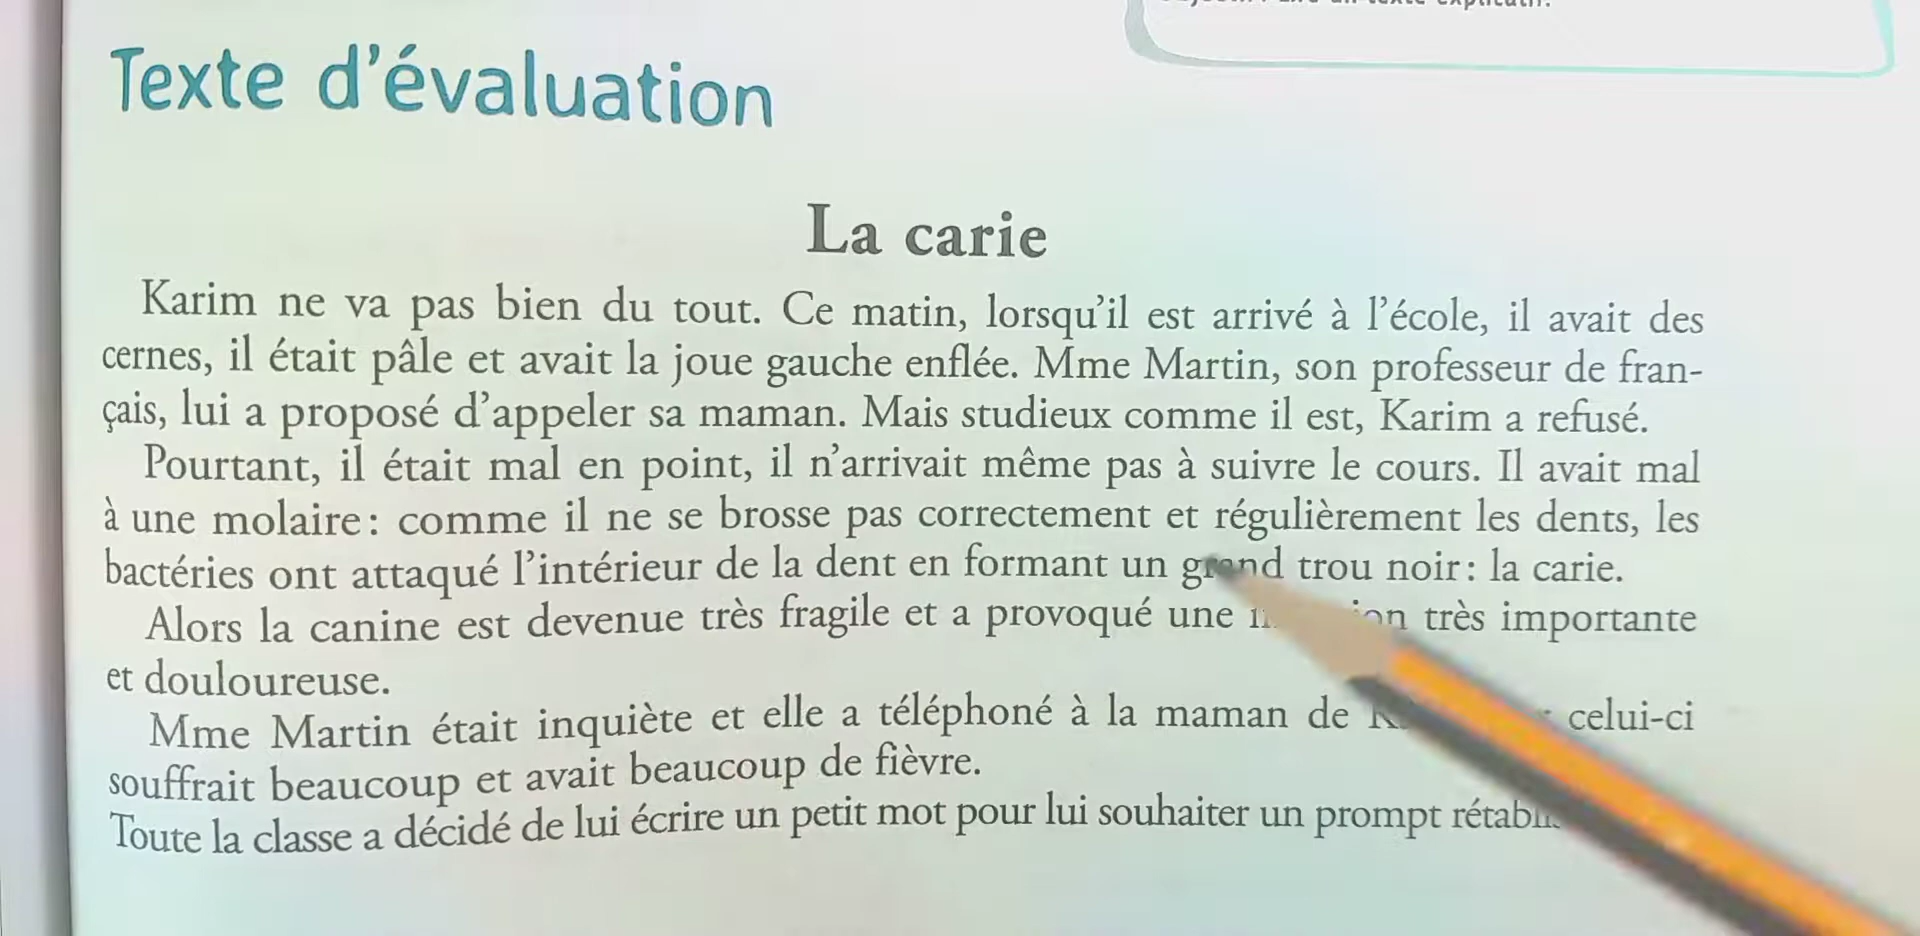 Texte d'évaluation
La carie
Karim ne va pas bien du tout. Ce matin, lorsqu'il est arrivé à l'école, il avait des
cernes, il était pâle et avait la joue gauche enflée. Mme Martin, son professeur de fran-
çais, lui a proposé d'appeler sa maman. Mais studieux comme il est, Karim a refusé.
Pourtant, il était mal en point, il n'arrivait même pas à suivre le cours. Il avait mal
à une molaire : comme il ne se brosse pas correctement et régulièrement les dents, les
bactéries ont attaqué l'intérieur de la dent en formant un grand trou noir : la carie.
Alors la canine est devenue très fragile et a provoqué une très importante
et douloureuse.
Mme Martin était inquiète et elle a téléphoné à la maman de celui-ci
souffrait beaucoup et avait beaucoup de fièvre.
Toute la classe a décidé de lui écrire un petit mot pour lui souhaiter un prompt